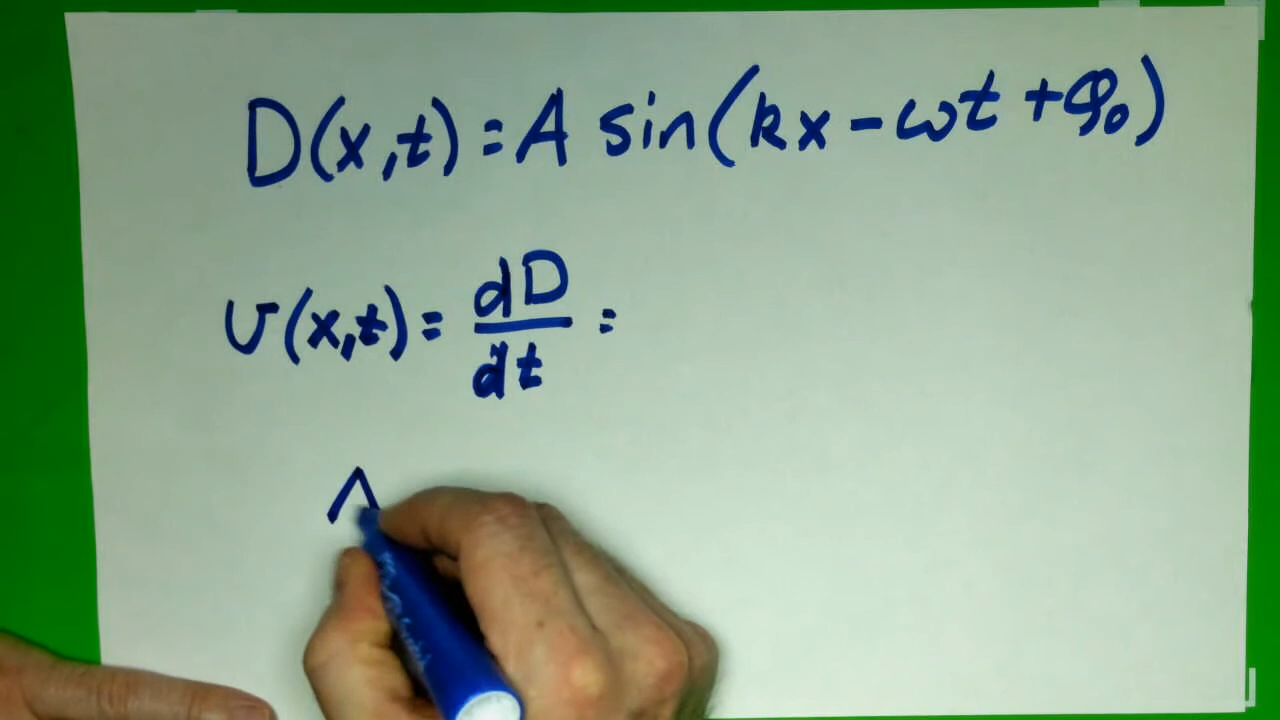 D(x,t) = A sin(kx - ωt + φ₀)
v(x,t) = dD/dt =